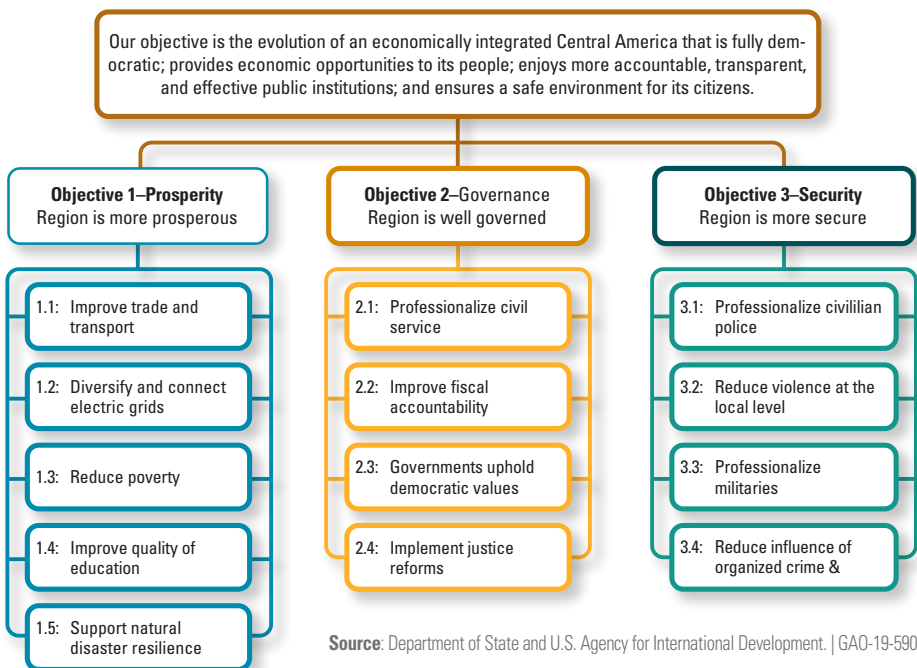 Our objective is the evolution of an economically integrated Central America that is fully dem-
ocratic; provides economic opportunities to its people; enjoys more accountable, transparent,
and effective public institutions; and ensures a safe environment for its citizens.
Objective 1–Prosperity
Region is more prosperous
1.1: Improve trade and
transport
1.2: Diversify and connect
electric grids
1.3: Reduce poverty
1.4: Improve quality of
education
1.5: Support natural
disaster resilience
Objective 2–Governance
Region is well governed
2.1: Professionalize civil
service
2.2: Improve fiscal
accountability
2.3: Governments uphold
democratic values
2.4: Implement justice
reforms
Objective 3–Security
Region is more secure
3.1: Professionalize civillilian
police
3.2: Reduce violence at the
local level
3.3: Professionalize
militaries
3.4: Reduce influence of
organized crime &
Source: Department of State and U.S. Agency for International Development. | GAO-19-590